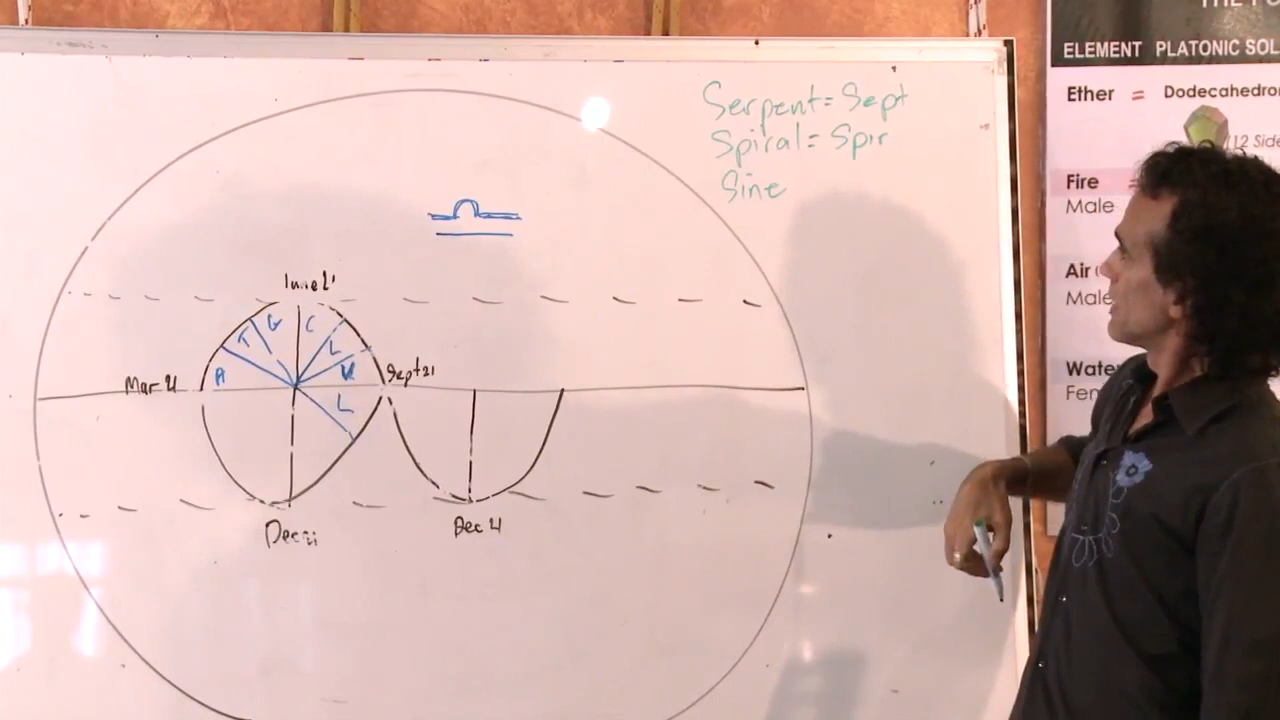 Serpent = Sept
Spiral = Spir
Sine
June 21
T G C
A L V
L
Mar 21
Sept 21
Dec 21
Dec 21
ELEMENT PLATONIC SOL
Ether = Dodecahedron
(12 Side
Fire =
Male
Air
Male
Wate
Fem